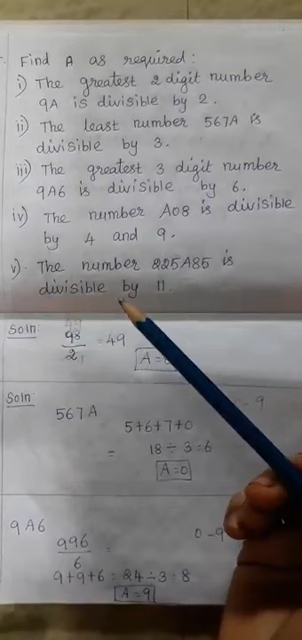 Find A as required:
i) The greatest 2 digit number
9A is divisible by 2.
ii) The least number 567A is
divisible by 3.
iii) The greatest 3 digit number
9A6 is divisible by 6.
iv) The number A08 is divisible
by 4 and 9.
v). The number 225A85 is
divisible by 11.
Soln:
98
2
= 49
A=
Soln:
- 9
567A
5+6+7+0
= 18 ÷ 3 = 6
A=0
9A6
996
6
=
0-9
9+9+6 = 24 ÷ 3 = 8
A=9